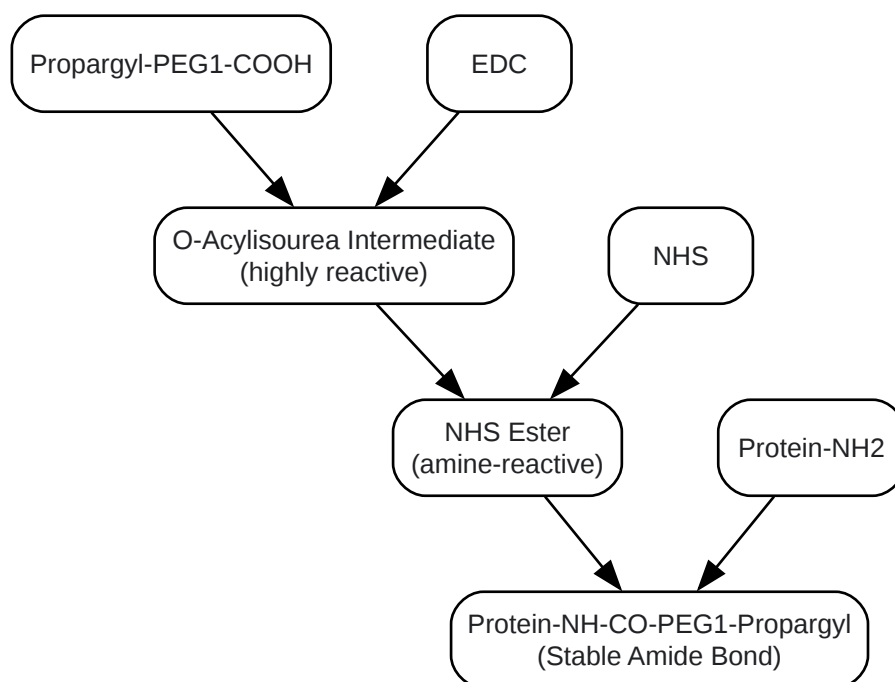 Propargyl-PEG1-COOH
EDC
O-Acylisourea Intermediate
(highly reactive)
NHS
NHS Ester
(amine-reactive)
Protein-NH2
Protein-NH-CO-PEG1-Propargyl
(Stable Amide Bond)